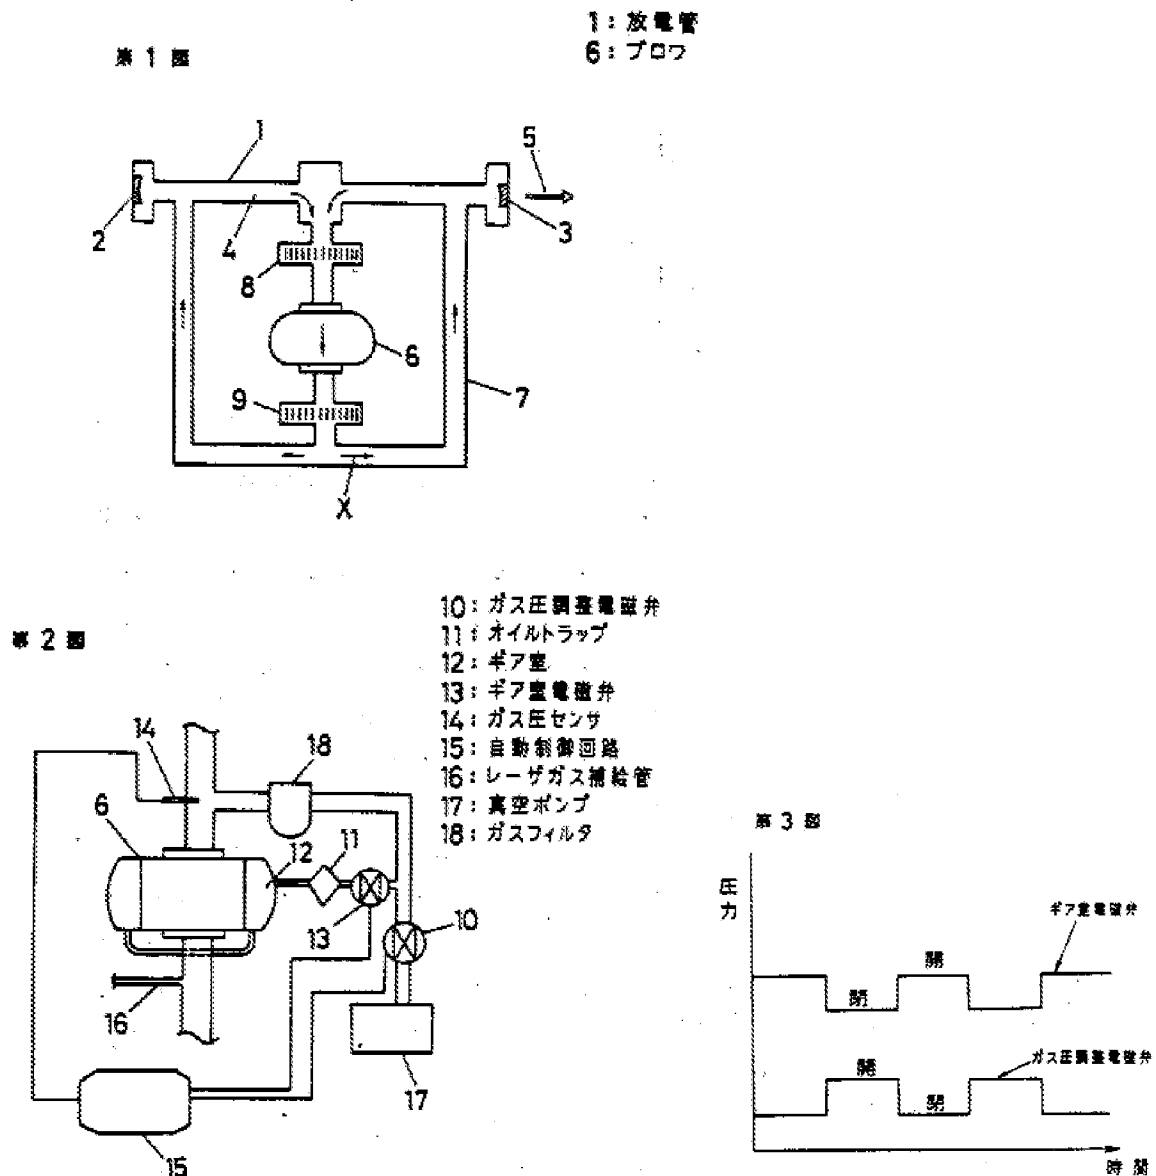 1：放電管
6：ブロワ
第1図
1
5
2
4
3
8
6
9
7
X
10：ガス圧調整電磁弁
11：オイルトラップ
12：ギア室
13：ギア室電磁弁
14：ガス圧センサ
15：自動制御回路
16：レーザガス補給管
17：真空ポンプ
18：ガスフィルタ
第2図
14
18
6
12
11
13
10
16
17
15
第3図
圧力
ギア室電磁弁
開
閉
ガス圧調整電磁弁
開
閉
時間